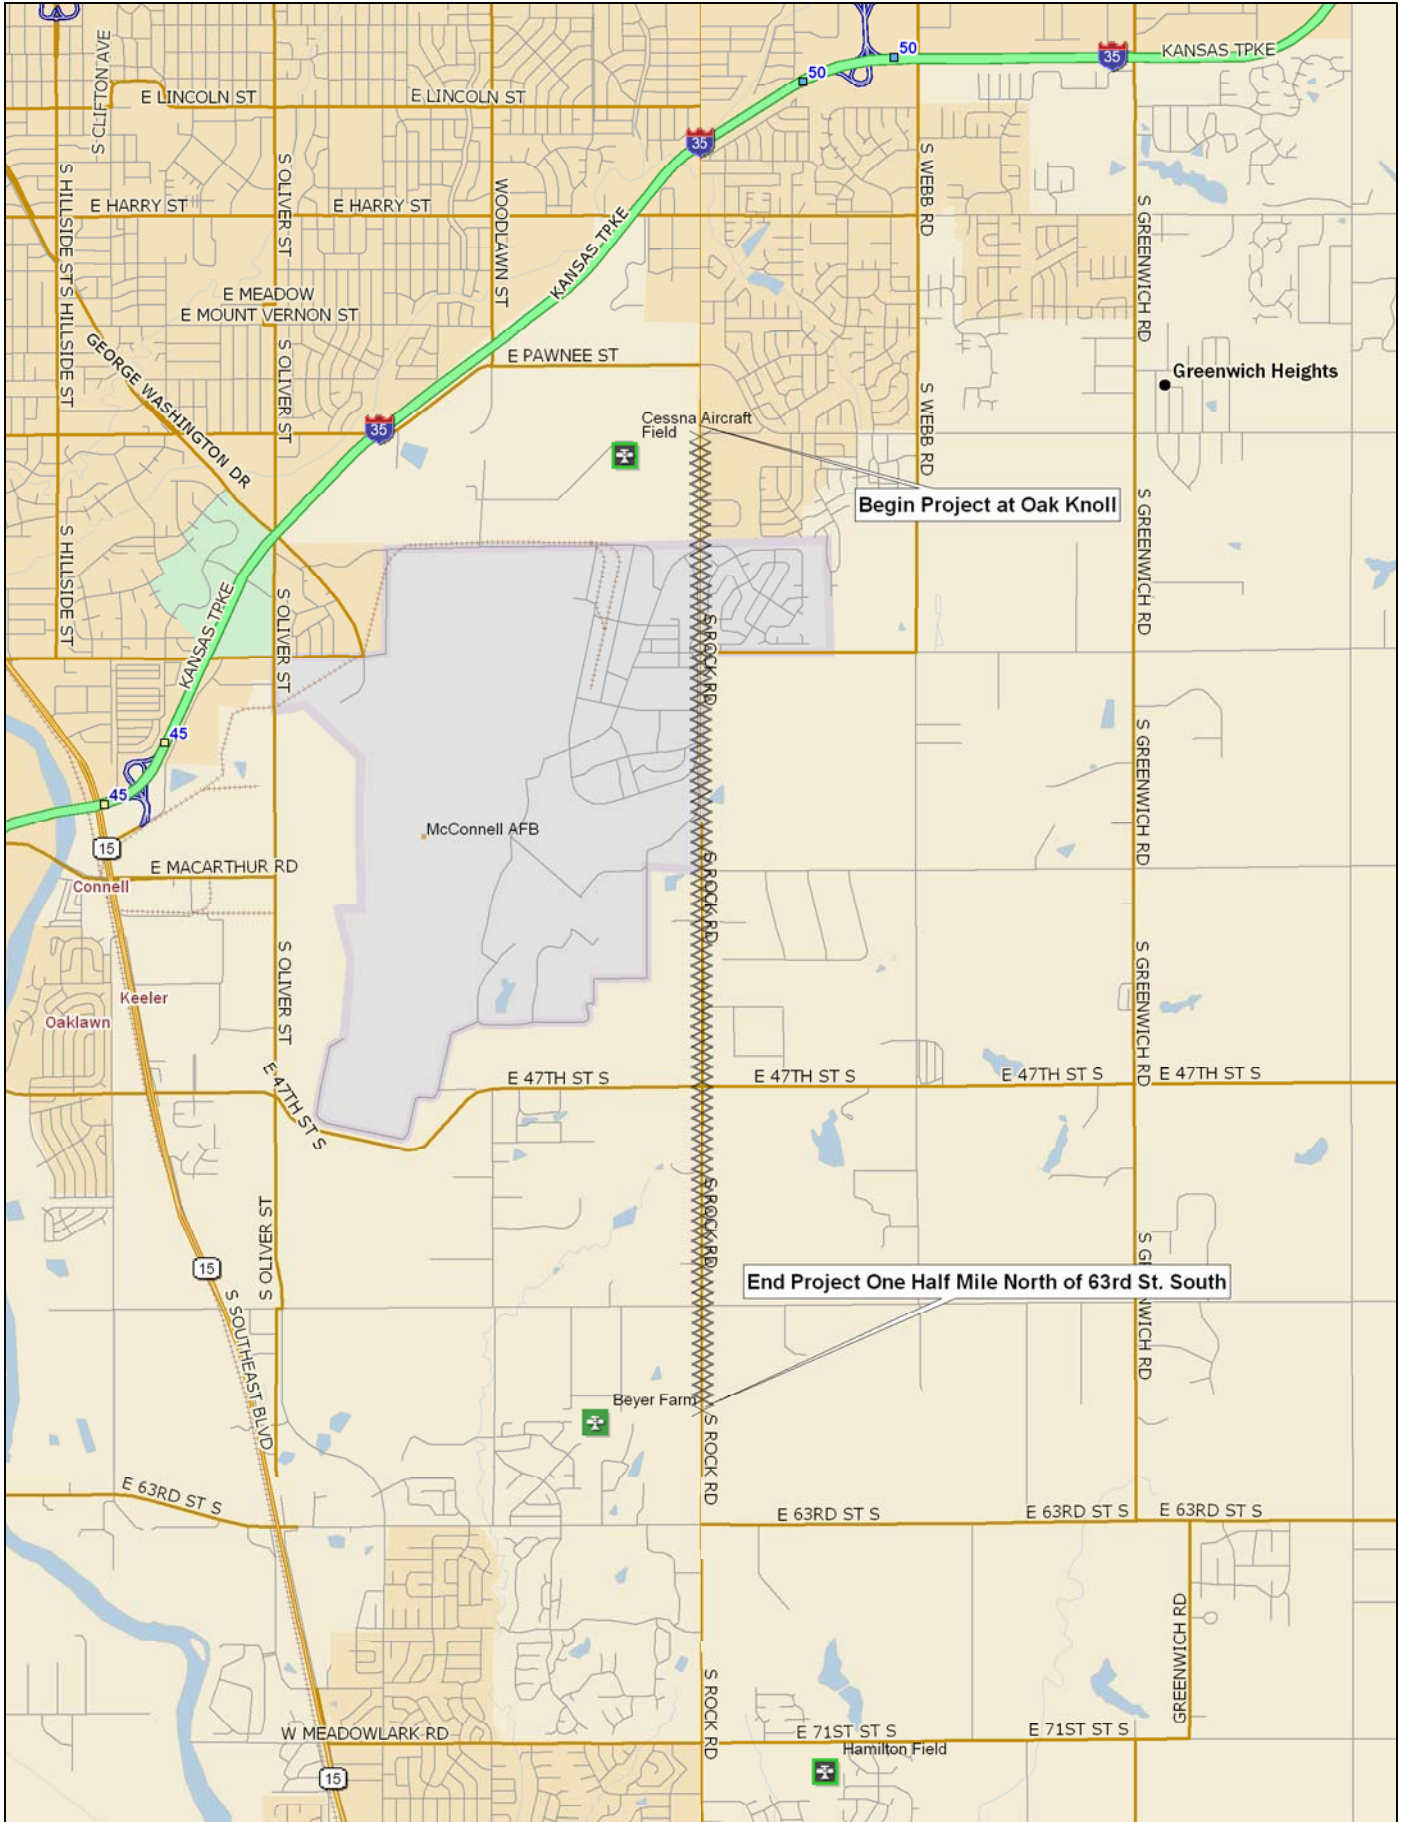 KANSAS TPKE
35
50
50
S CLIFTON AVE
E LINCOLN ST
E LINCOLN ST
35
S HILLSIDE ST
S OLIVER ST
WOODLAWN ST
S WEBB RD
S GREENWICH RD
E HARRY ST
E HARRY ST
KANSAS TPKE
E MEADOW
E MOUNT VERNON ST
S HILLSIDE ST
GEORGE WASHINGTON DR
S OLIVER ST
E PAWNEE ST
Greenwich Heights
S WEBB RD
Cessna Aircraft
Field
35
Begin Project at Oak Knoll
S GREENWICH RD
S HILLSIDE ST
KANSAS TPKE
S OLIVER ST
S ROCK RD
45
S GREENWICH RD
45
McConnell AFB
15
E MACARTHUR RD
S ROCK RD
Connell
S OLIVER ST
S GREENWICH RD
Keeler
Oaklawn
E 47TH ST S
E 47TH ST S
E 47TH ST S
E 47TH ST S
E 47TH ST S
S ROCK RD
S OLIVER ST
15
S GR
WICH RD
End Project One Half Mile North of 63rd St. South
S SOUTHEAST BLVD
Beyer Farm
S ROCK RD
E 63RD ST S
E 63RD ST S
E 63RD ST S
E 63RD ST S
GREENWICH RD
S ROCK RD
W MEADOWLARK RD
E 71ST ST S
E 71ST ST S
Hamilton Field
15